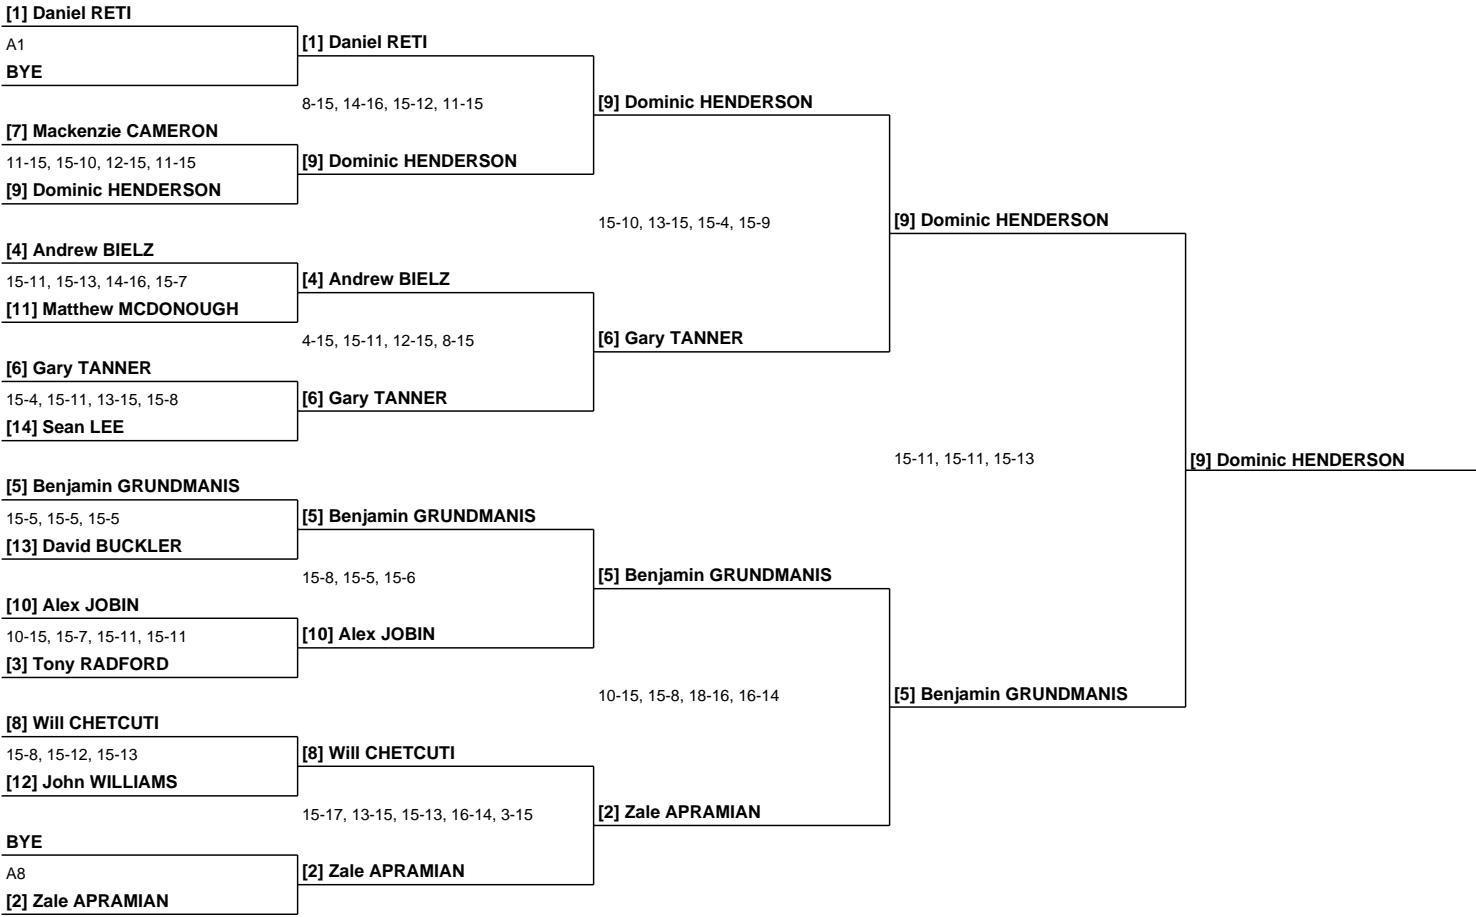 [1] Daniel RETI
A1
BYE
[7] Mackenzie CAMERON
11-15, 15-10, 12-15, 11-15
[9] Dominic HENDERSON
[4] Andrew BIELZ
15-11, 15-13, 14-16, 15-7
[11] Matthew MCDONOUGH
[6] Gary TANNER
15-4, 15-11, 13-15, 15-8
[14] Sean LEE
[5] Benjamin GRUNDMANIS
15-5, 15-5, 15-5
[13] David BUCKLER
[10] Alex JOBIN
10-15, 15-7, 15-11, 15-11
[3] Tony RADFORD
[8] Will CHETCUTI
15-8, 15-12, 15-13
[12] John WILLIAMS
BYE
A8
[2] Zale APRAMIAN
[1] Daniel RETI
8-15, 14-16, 15-12, 11-15
[9] Dominic HENDERSON
[4] Andrew BIELZ
4-15, 15-11, 12-15, 8-15
[6] Gary TANNER
[5] Benjamin GRUNDMANIS
15-8, 15-5, 15-6
[10] Alex JOBIN
[8] Will CHETCUTI
15-17, 13-15, 15-13, 16-14, 3-15
[2] Zale APRAMIAN
[9] Dominic HENDERSON
15-10, 13-15, 15-4, 15-9
[6] Gary TANNER
[5] Benjamin GRUNDMANIS
10-15, 15-8, 18-16, 16-14
[2] Zale APRAMIAN
[9] Dominic HENDERSON
15-11, 15-11, 15-13
[5] Benjamin GRUNDMANIS
[9] Dominic HENDERSON